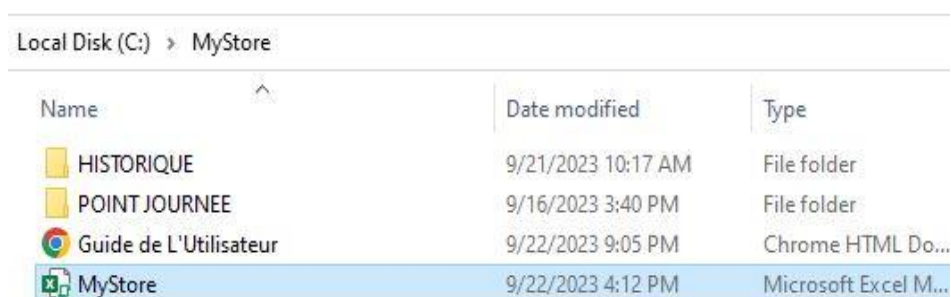 Local Disk (C:) > MyStore
Name Date modified Type
HISTORIQUE 9/21/2023 10:17 AM File folder
POINT JOURNEE 9/16/2023 3:40 PM File folder
Guide de L'Utilisateur 9/22/2023 9:05 PM Chrome HTML Do...
MyStore 9/22/2023 4:12 PM Microsoft Excel M...